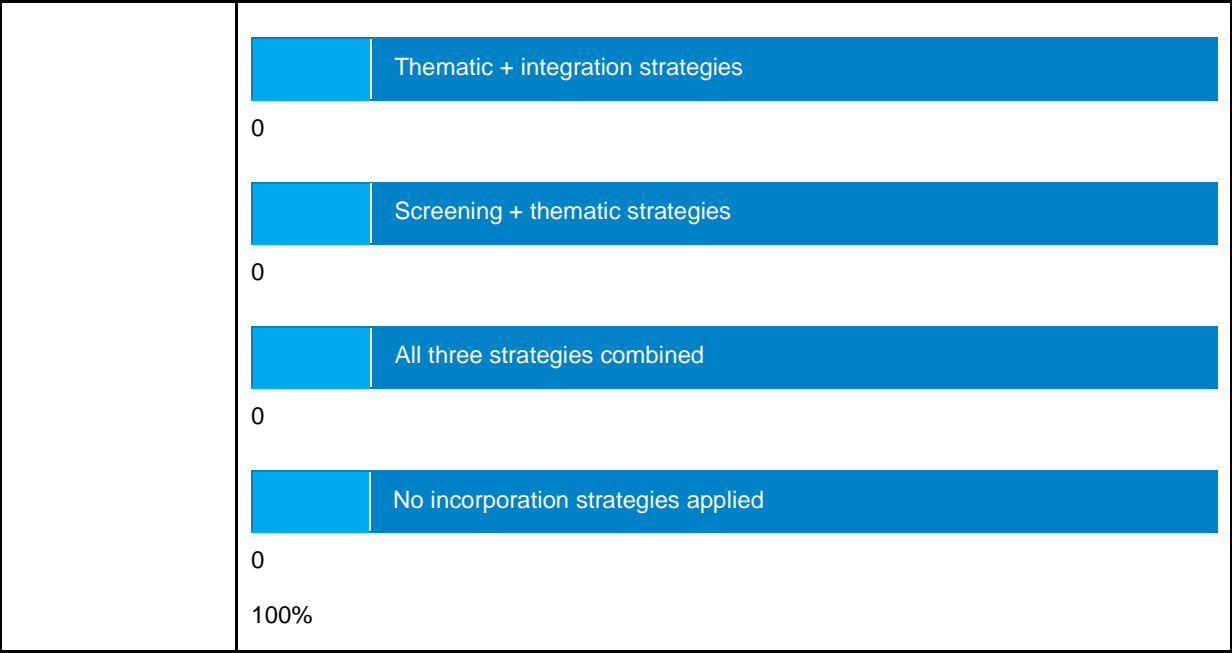 Thematic + integration strategies
0
Screening + thematic strategies
0
All three strategies combined
0
No incorporation strategies applied
0
100%